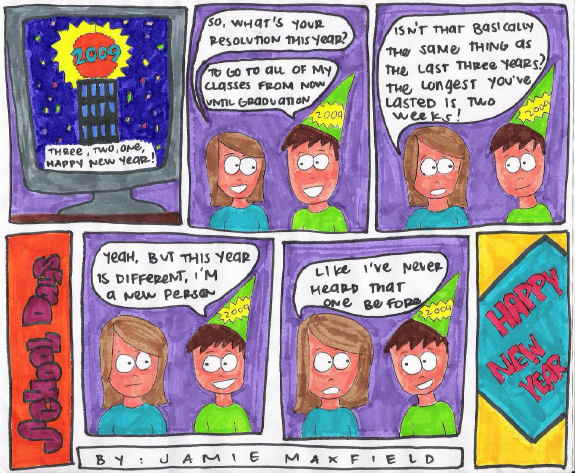 2009
THREE, TWO, ONE,
HAPPY NEW YEAR!
SO, WHAT'S YOUR
RESOLUTION THIS YEAR?
TO GO TO ALL OF MY
CLASSES FROM NOW
UNTIL GRADUATION
2009
ISN'T THAT BASICALLY
THE SAME THING AS
THE LAST THREE YEARS?
THE LONGEST YOU'VE
LASTED IS TWO
WEEKS!
2009
School Days
YEAH, BUT THIS YEAR
IS DIFFERENT, I'M
A NEW PERSON
2009
LIKE I'VE NEVER
HEARD THAT
ONE BEFORE
2009
HAPPY
NEW
YEAR
BY: JAMIE MAXFIELD